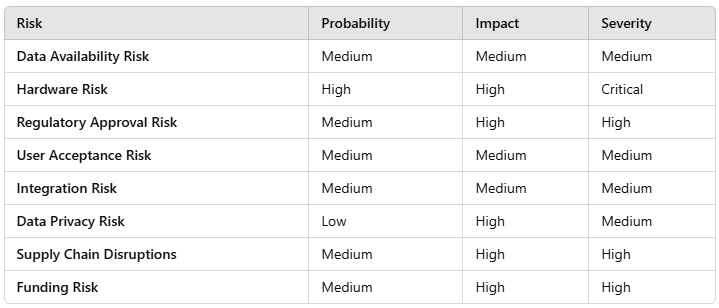 Risk Probability Impact Severity
Data Availability Risk Medium Medium Medium
Hardware Risk High High Critical
Regulatory Approval Risk Medium High High
User Acceptance Risk Medium Medium Medium
Integration Risk Medium Medium Medium
Data Privacy Risk Low High Medium
Supply Chain Disruptions Medium High High
Funding Risk Medium High High